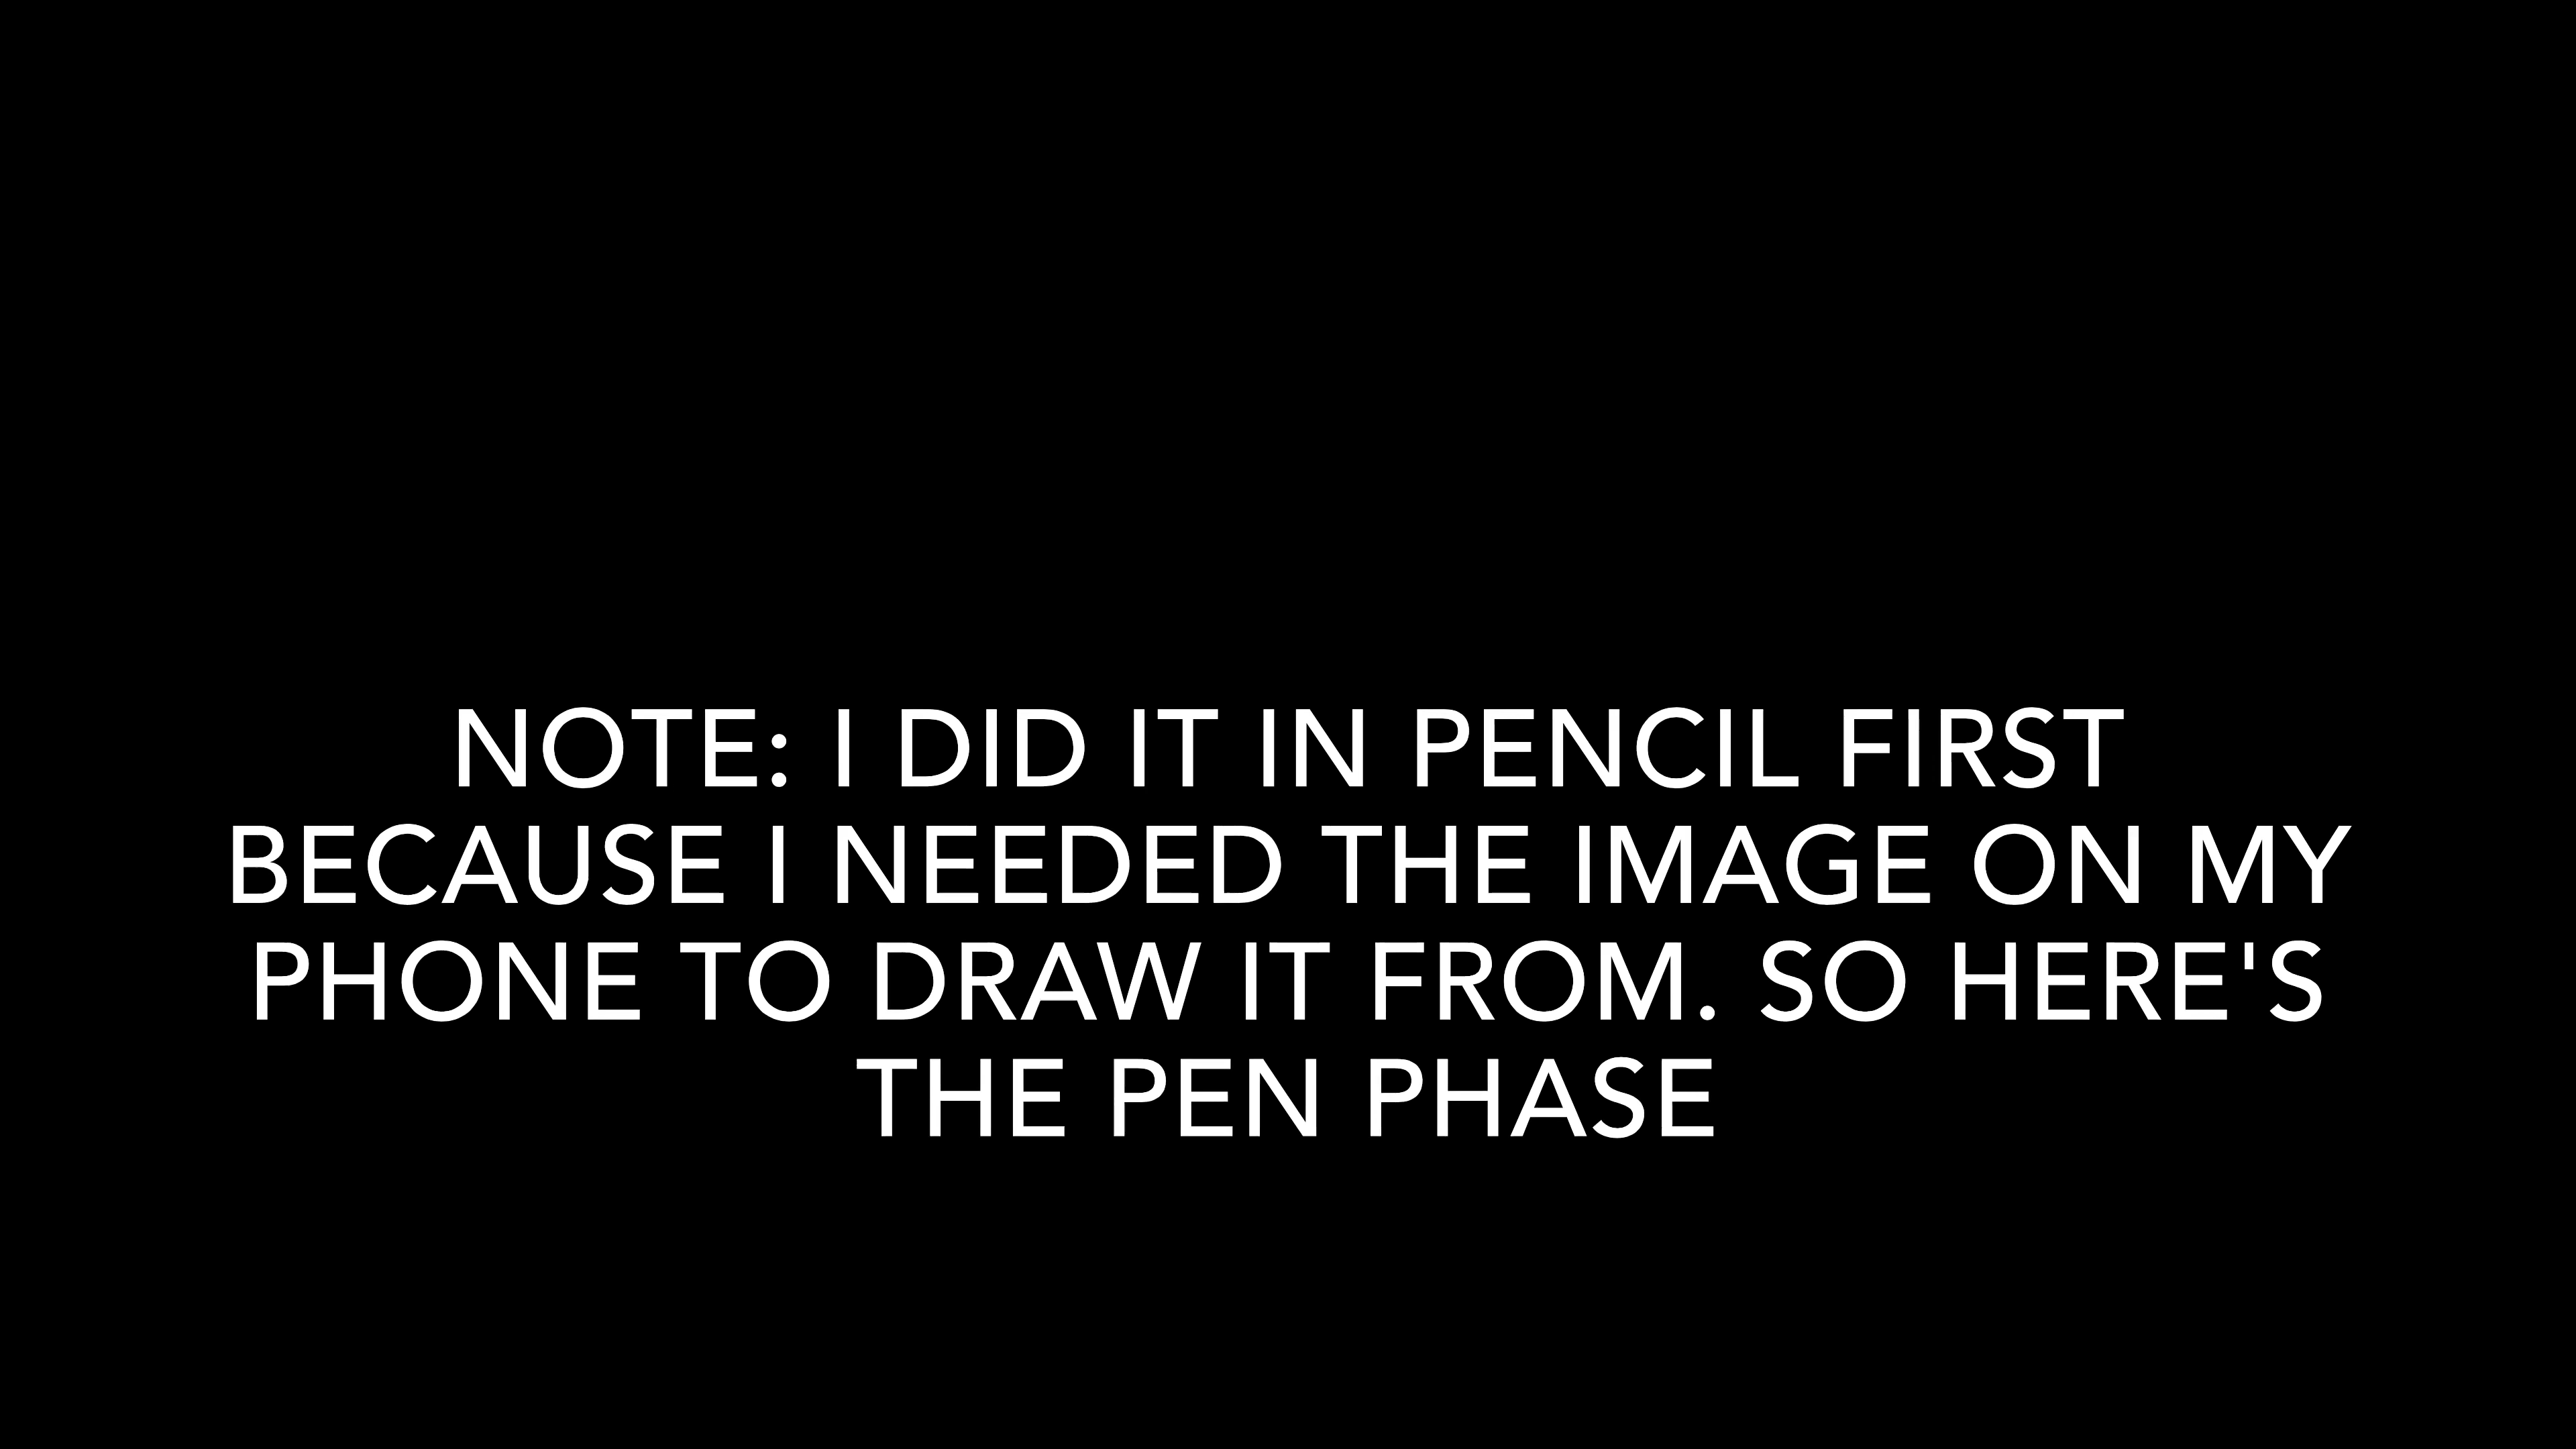 NOTE: I DID IT IN PENCIL FIRST
BECAUSE I NEEDED THE IMAGE ON MY
PHONE TO DRAW IT FROM. SO HERE'S
THE PEN PHASE